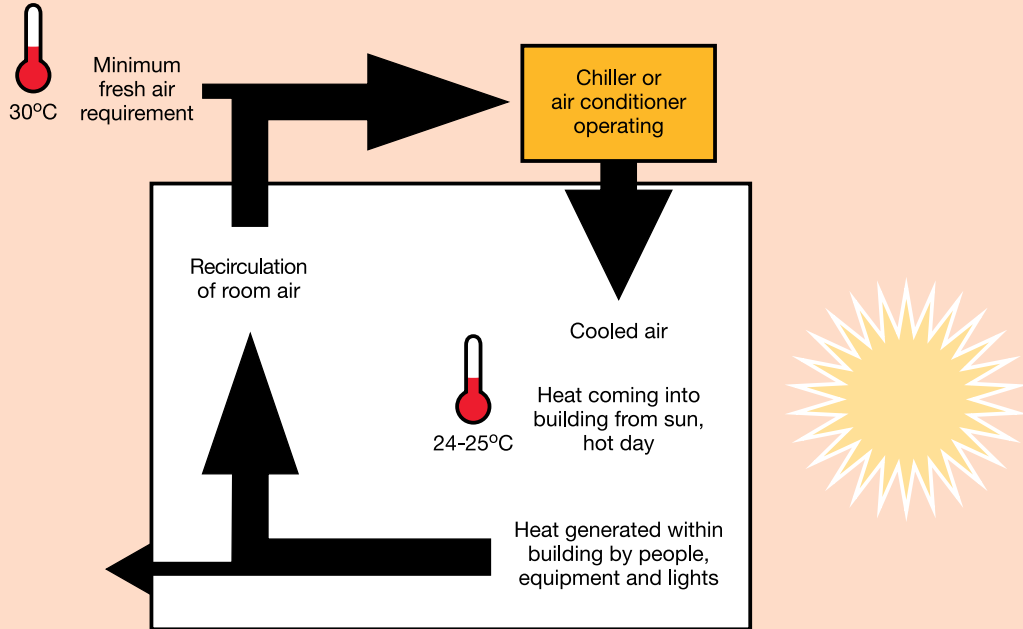 Minimum
fresh air
requirement
30ºC
Chiller or
air conditioner
operating
Recirculation
of room air
Cooled air
24-25ºC
Heat coming into
building from sun,
hot day
Heat generated within
building by people,
equipment and lights